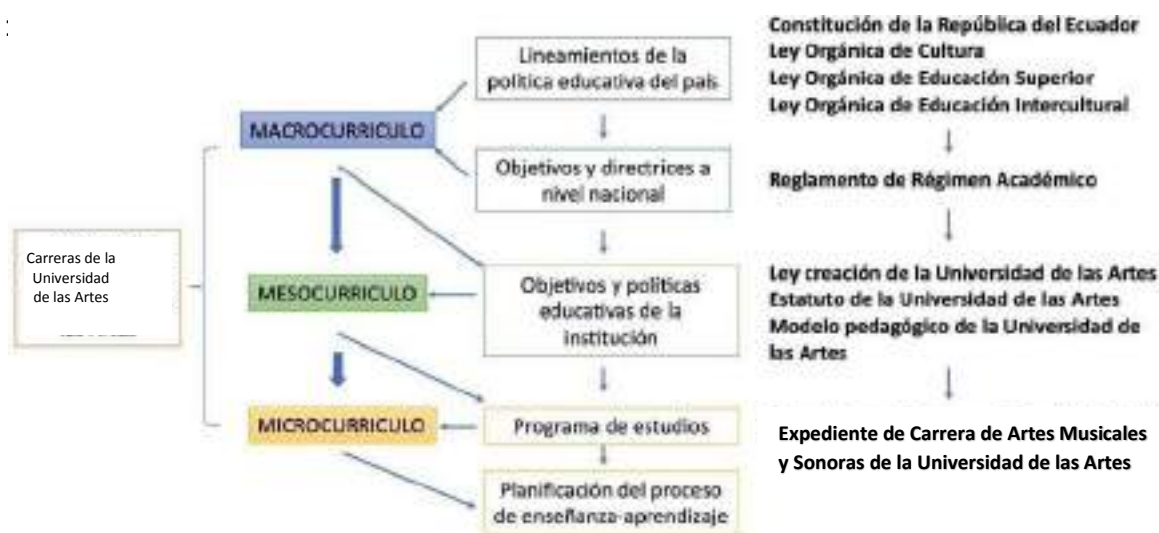 Carreras de la
Universidad
de las Artes
MACROCURRICULO
MESOCURRICULO
MICROCURRICULO
Lineamientos de la
política educativa del país
Objetivos y directrices a
nivel nacional
Objetivos y políticas
educativas de la
institución
Programa de estudios
Planificación del proceso
de enseñanza-aprendizaje
Constitución de la República del Ecuador
Ley Orgánica de Cultura
Ley Orgánica de Educación Superior
Ley Orgánica de Educación Intercultural
Reglamento de Régimen Académico
Ley creación de la Universidad de las Artes
Estatuto de la Universidad de las Artes
Modelo pedagógico de la Universidad de
las Artes
Expediente de Carrera de Artes Musicales
y Sonoras de la Universidad de las Artes